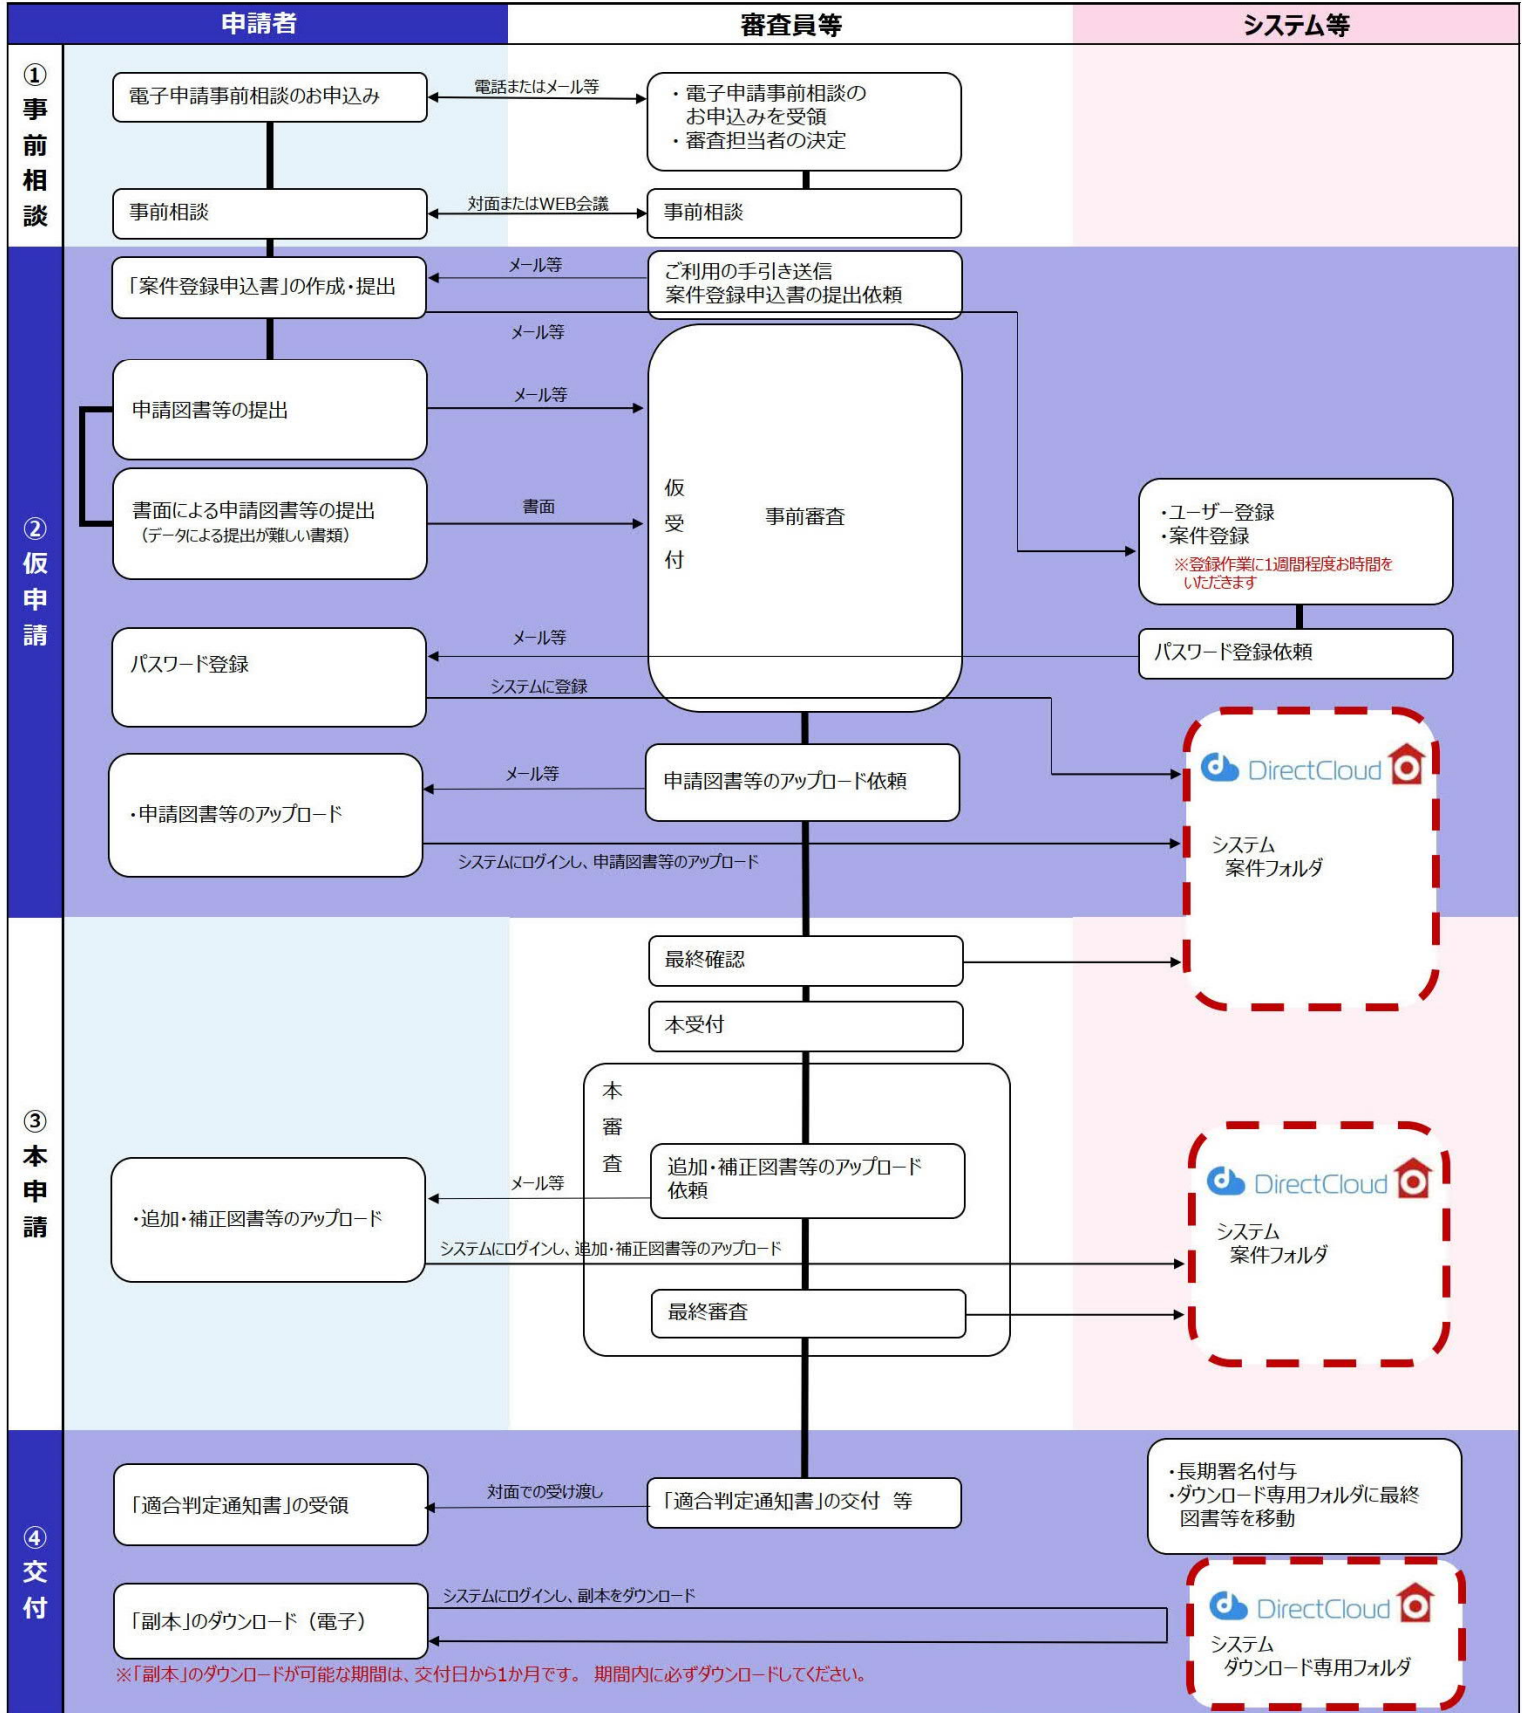 申請者
審査員等
システム等
①事前相談
電子申請事前相談のお申込み
電話またはメール等
・電子申請事前相談の
お申込みを受領
・審査担当者の決定
事前相談
対面またはWEB会議
事前相談
②仮申請
「案件登録申込書」の作成・提出
メール等
ご利用の手引き送信
案件登録申込書の提出依頼
メール等
申請図書等の提出
メール等
仮受付
事前審査
書面による申請図書等の提出
（データによる提出が難しい書類）
書面
・ユーザー登録
・案件登録
※登録作業に1週間程度お時間を
いただきます
パスワード登録
メール等
パスワード登録依頼
システムに登録
・申請図書等のアップロード
メール等
申請図書等のアップロード依頼
システムにログインし、申請図書等のアップロード
DirectCloud
システム
案件フォルダ
③本申請
最終確認
本受付
本審査
追加・補正図書等のアップロード
依頼
メール等
・追加・補正図書等のアップロード
システムにログインし、追加・補正図書等のアップロード
DirectCloud
システム
案件フォルダ
最終審査
④交付
「適合判定通知書」の受領
対面での受け渡し
「適合判定通知書」の交付 等
・長期署名付与
・ダウンロード専用フォルダに最終
図書等を移動
「副本」のダウンロード（電子）
システムにログインし、副本をダウンロード
DirectCloud
システム
ダウンロード専用フォルダ
※「副本」のダウンロードが可能な期間は、交付日から1か月です。 期間内に必ずダウンロードしてください。